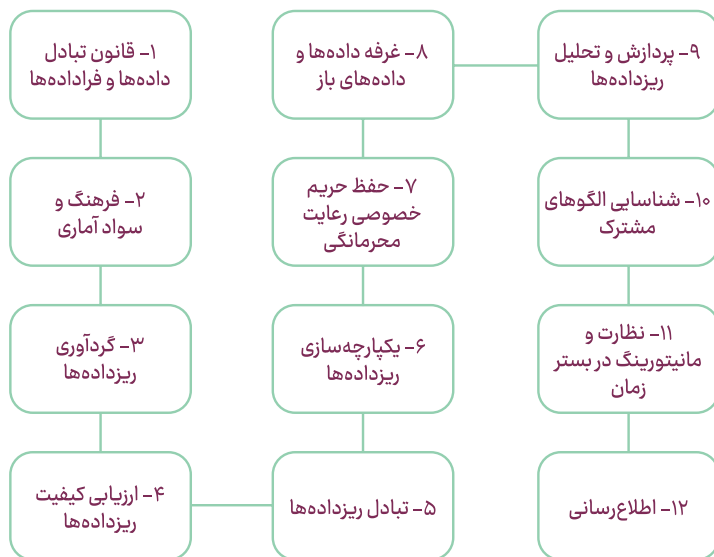 ۱- قانون تبادل
داده‌ها و فراداده‌ها
۲- فرهنگ و
سواد آماری
۳- گردآوری
ریزداده‌ها
۴- ارزیابی کیفیت
ریزداده‌ها
۵- تبادل ریزداده‌ها
۶- یکپارچه‌سازی
ریزداده‌ها
۷- حفظ حریم
خصوصی رعایت
محرمانگی
۸- غرفه داده‌ها و
داده‌های باز
۹- پردازش و تحلیل
ریزداده‌ها
۱۰- شناسایی الگوهای
مشترک
۱۱- نظارت و
مانیتورینگ در بستر
زمان
۱۲- اطلاع‌رسانی